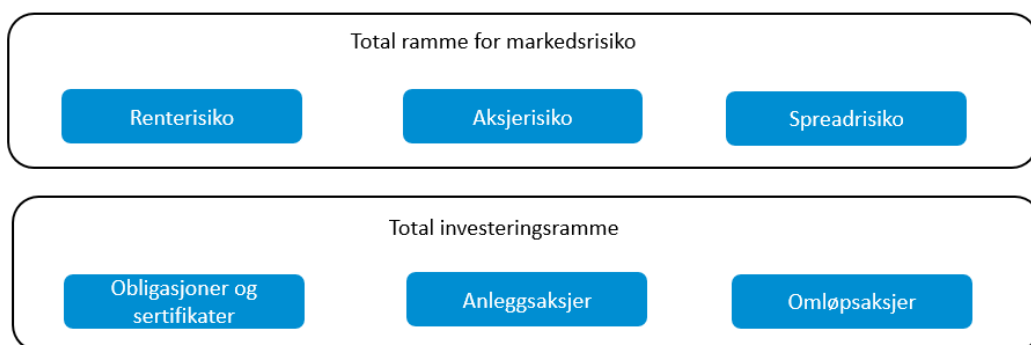 Total ramme for markedsrisiko
Renterisiko
Aksjerisiko
Spreadrisiko
Total investeringsramme
Obligasjoner og
sertifikater
Anleggsaksjer
Omløpsaksjer